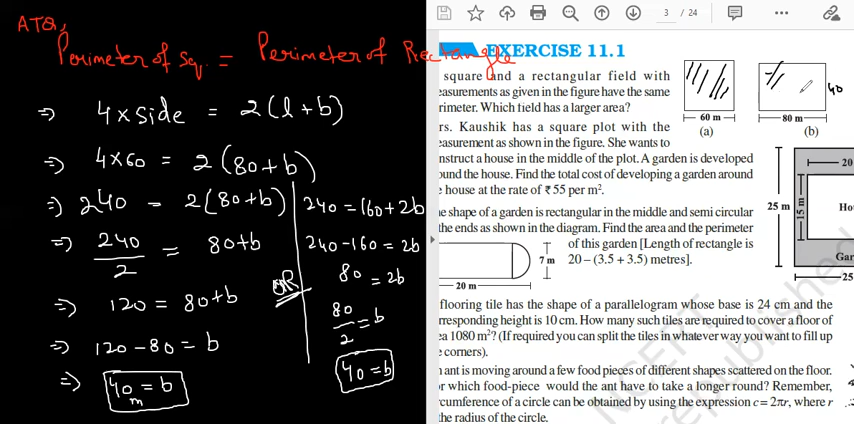 ATQ,
Perimeter of Sq. = Perimeter of Rectangle
⇒ 4 × side = 2(l + b)
⇒ 4 × 60 = 2(80 + b)
⇒ 240 = 2(80 + b)
⇒ 240/2 = 80 + b
⇒ 120 = 80 + b
⇒ 120 − 80 = b
⇒ 40 m = b
OR
240 = 160 + 2b
240 − 160 = 2b
80 = 2b
80/2 = b
40 = b
3 / 24
EXERCISE 11.1
square and a rectangular field with
easurements as given in the figure have the same
rimeter. Which field has a larger area?
60 m
(a)
40
80 m
(b)
rs. Kaushik has a square plot with the
easurement as shown in the figure. She wants to
nstruct a house in the middle of the plot. A garden is developed
ound the house. Find the total cost of developing a garden around
e house at the rate of ₹ 55 per m².
20
25 m
15 m
Ho
Gar
25
he shape of a garden is rectangular in the middle and semi circular
the ends as shown in the diagram. Find the area and the perimeter
of this garden [Length of rectangle is
20 – (3.5 + 3.5) metres].
7 m
20 m
flooring tile has the shape of a parallelogram whose base is 24 cm and the
rresponding height is 10 cm. How many such tiles are required to cover a floor of
ea 1080 m²? (If required you can split the tiles in whatever way you want to fill up
e corners).
n ant is moving around a few food pieces of different shapes scattered on the floor.
or which food-piece would the ant have to take a longer round? Remember,
rcumference of a circle can be obtained by using the expression c = 2πr, where r
the radius of the circle.
NCERT
republished